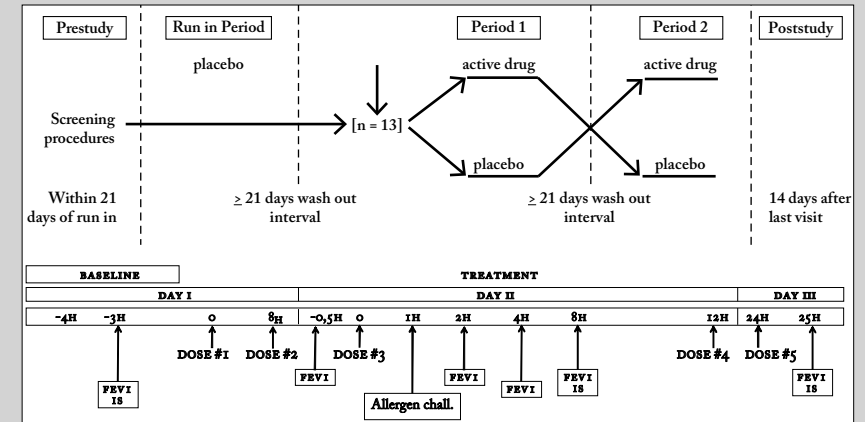 Prestudy
Run in Period
Period 1
Period 2
Poststudy
placebo
active drug
active drug
Screening
procedures
[n = 13]
placebo
placebo
Within 21
days of run in
≥ 21 days wash out
interval
≥ 21 days wash out
interval
14 days after
last visit
BASELINE
TREATMENT
DAY I
DAY II
DAY III
-4H
-3H
0
8H
-0,5H
0
1H
2H
4H
8H
12H
24H
25H
DOSE #1
DOSE #2
DOSE #3
DOSE #4
DOSE #5
FEV1
IS
FEV1
Allergen chall.
FEV1
FEV1
FEV1
IS
FEV1
IS